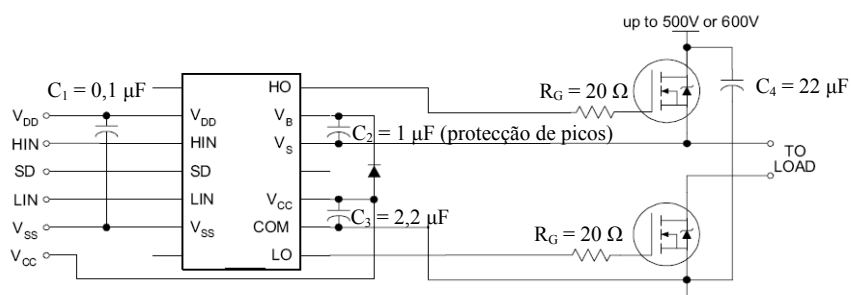 up to 500V or 600V
C1 = 0,1 μF
HO
RG = 20 Ω
C4 = 22 μF
VDD
VDD
VB
C2 = 1 μF (protecção de picos)
HIN
HIN
VS
TO
LOAD
SD
SD
LIN
LIN
VCC
C3 = 2,2 μF
VSS
VSS
COM
RG = 20 Ω
VCC
LO